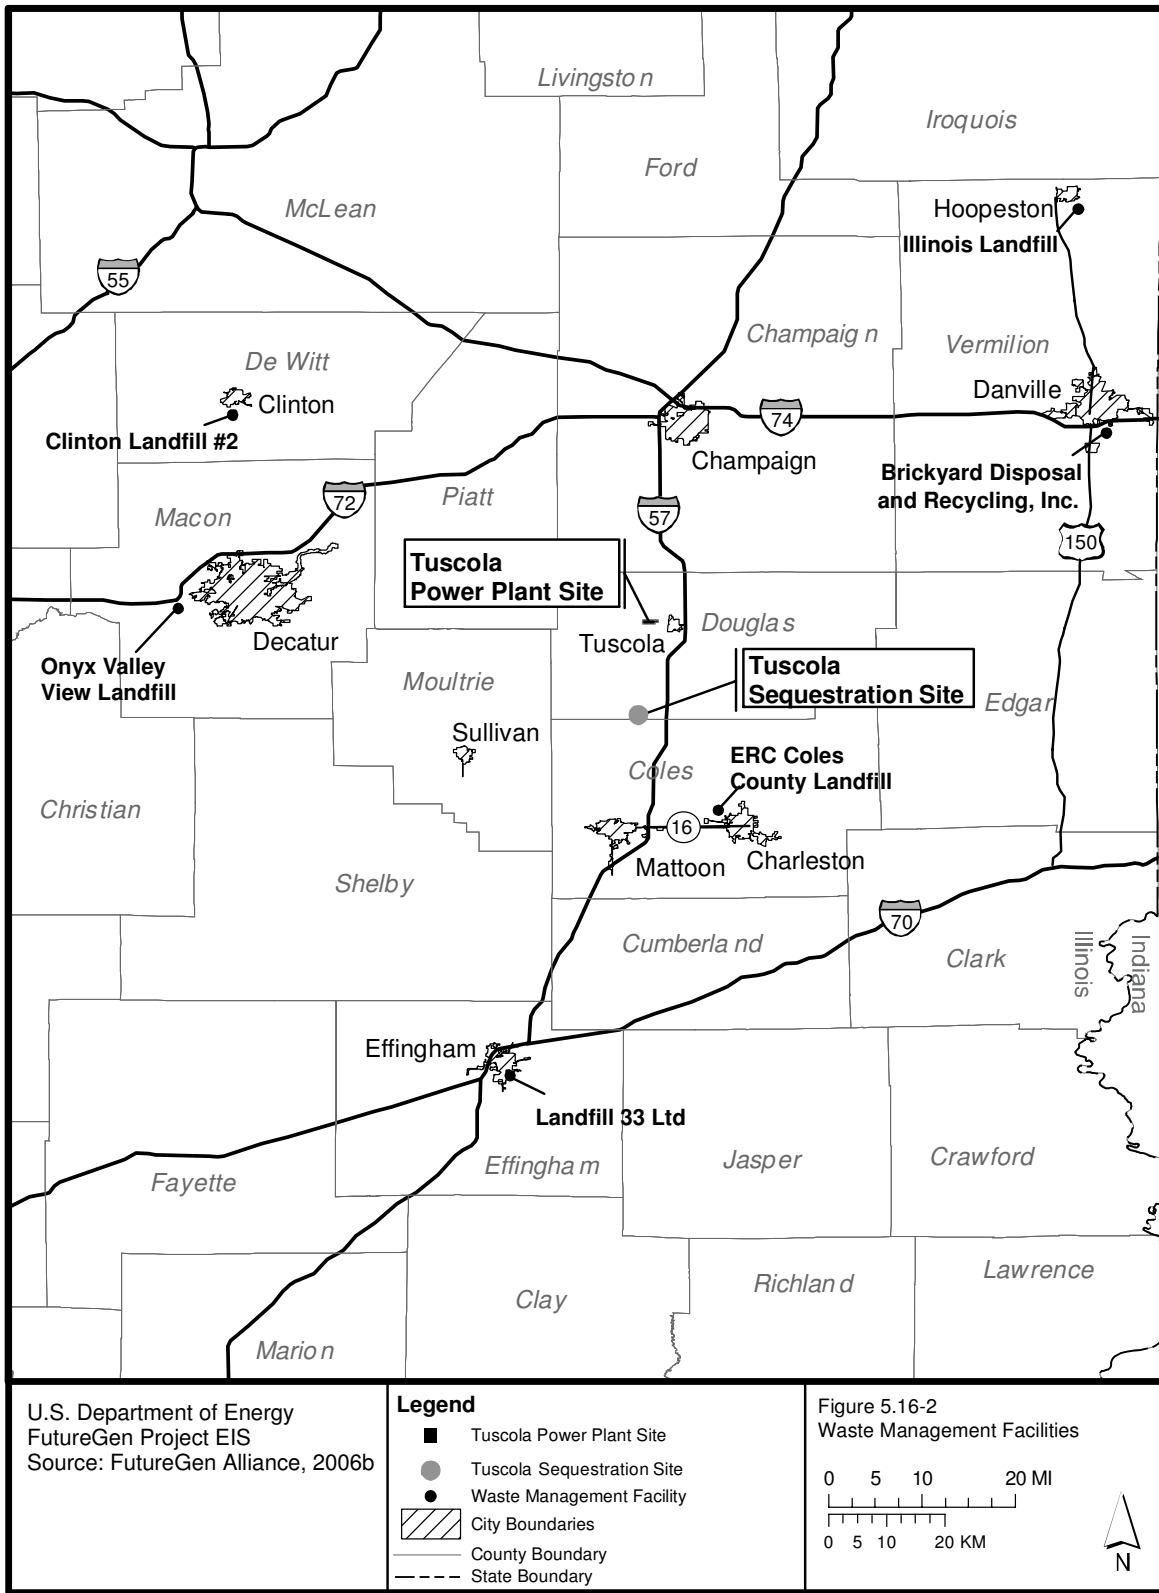 Livingston
Iroquois
Ford
McLean
Hoopeston
Illinois Landfill
55
Champaign
Vermilion
De Witt
Danville
Clinton
74
Clinton Landfill #2
Champaign
Brickyard Disposal
and Recycling, Inc.
72
Piatt
Macon
57
150
Tuscola
Power Plant Site
Douglas
Tuscola
Decatur
Onyx Valley
View Landfill
Moultrie
Tuscola
Sequestration Site
Edgar
Sullivan
ERC Coles
County Landfill
Coles
Christian
16
Mattoon
Charleston
Shelby
70
Cumberland
Clark
Illinois
Indiana
Effingham
Landfill 33 Ltd
Effingham
Jasper
Crawford
Fayette
Lawrence
Richland
Clay
Marion
U.S. Department of Energy
FutureGen Project EIS
Source: FutureGen Alliance, 2006b
Legend
Tuscola Power Plant Site
Tuscola Sequestration Site
Waste Management Facility
City Boundaries
County Boundary
State Boundary
Figure 5.16-2
Waste Management Facilities
0 5 10 20 MI
0 5 10 20 KM
N